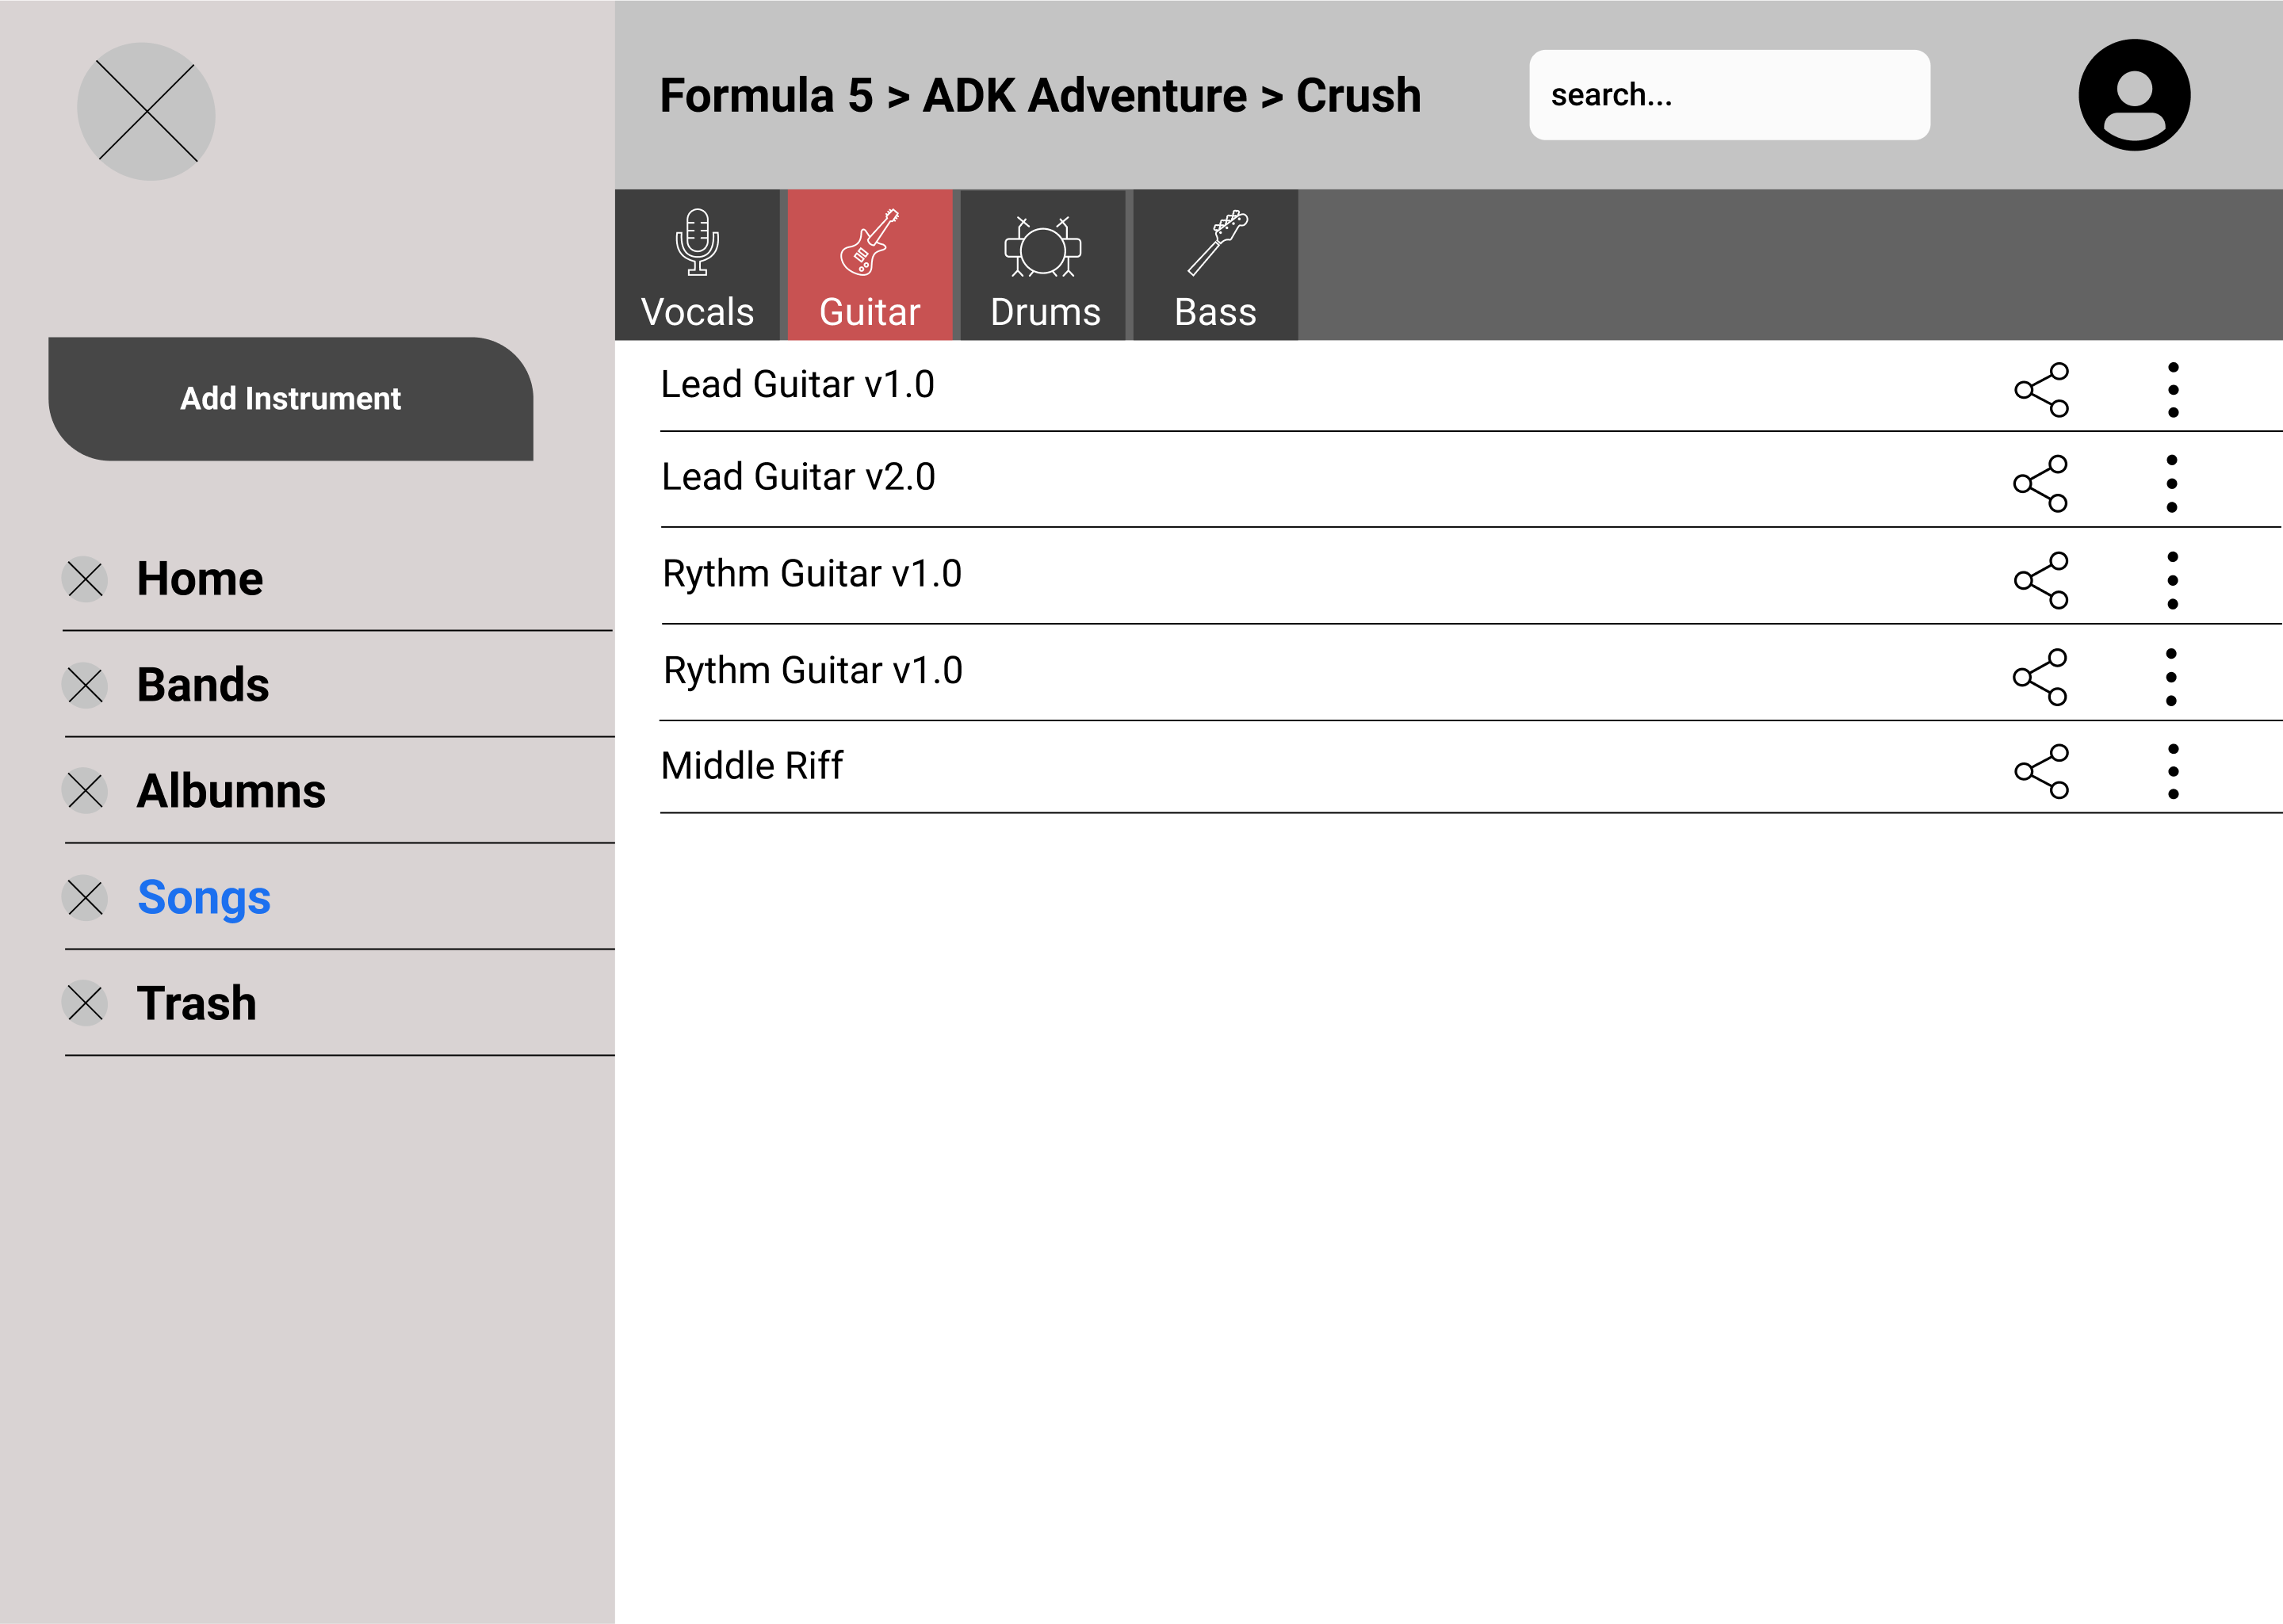 Formula 5 > ADK Adventure > Crush
search...
Vocals
Guitar
Drums
Bass
Add Instrument
Home
Bands
Albumns
Songs
Trash
Lead Guitar v1.0
Lead Guitar v2.0
Rythm Guitar v1.0
Rythm Guitar v1.0
Middle Riff